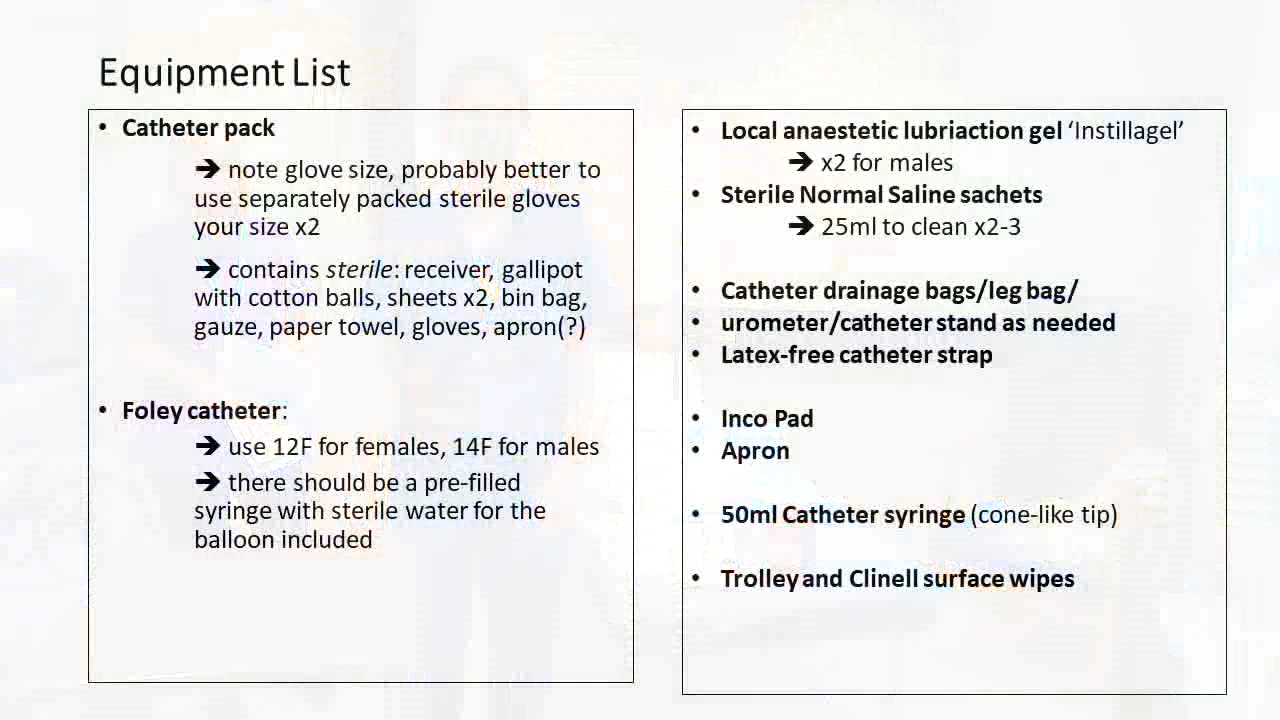 Equipment List
• Catheter pack
➔ note glove size, probably better to
use separately packed sterile gloves
your size x2
➔ contains sterile: receiver, gallipot
with cotton balls, sheets x2, bin bag,
gauze, paper towel, gloves, apron(?)
• Foley catheter:
➔ use 12F for females, 14F for males
➔ there should be a pre-filled
syringe with sterile water for the
balloon included
• Local anaestetic lubriaction gel ‘Instillagel’
➔ x2 for males
• Sterile Normal Saline sachets
➔ 25ml to clean x2-3
• Catheter drainage bags/leg bag/
• urometer/catheter stand as needed
• Latex-free catheter strap
• Inco Pad
• Apron
• 50ml Catheter syringe (cone-like tip)
• Trolley and Clinell surface wipes